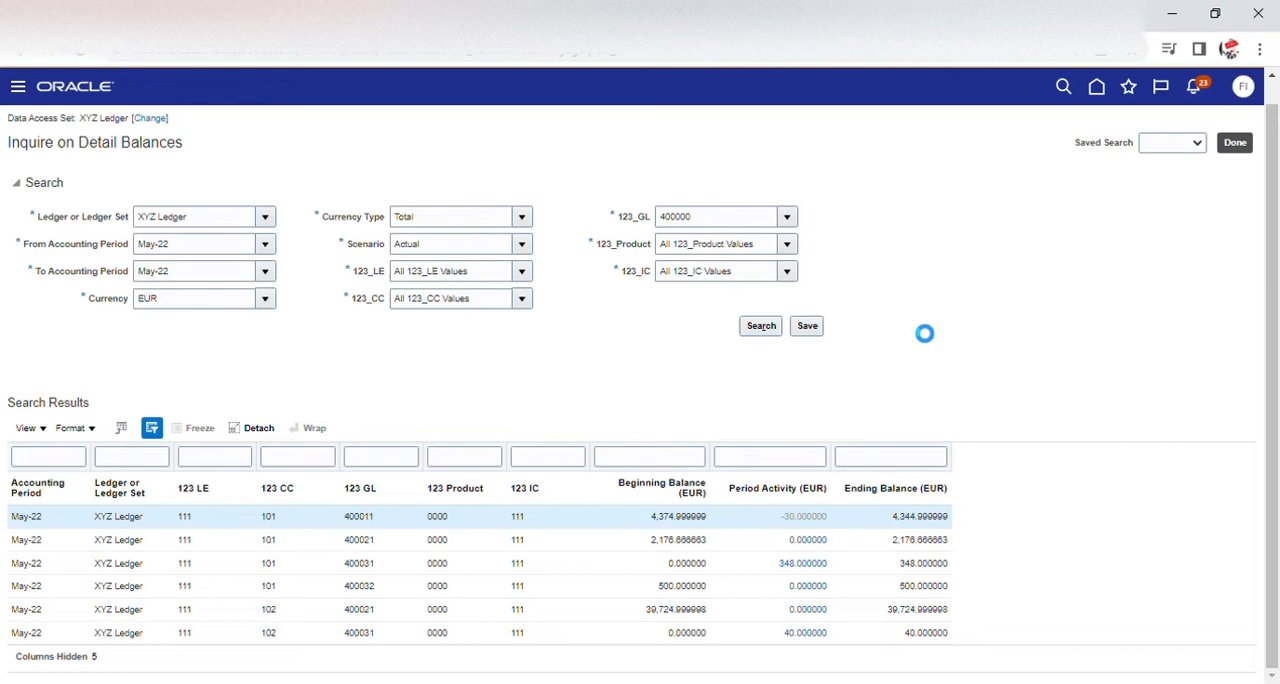 ORACLE
23
FI
Data Access Set: XYZ Ledger [Change]
Inquire on Detail Balances
Saved Search
Done
Search
* Ledger or Ledger Set XYZ Ledger * Currency Type Total * 123_GL 400000
* From Accounting Period May-22 * Scenario Actual * 123_Product All 123_Product Values
* To Accounting Period May-22 * 123_LE All 123_LE Values * 123_IC All 123_IC Values
* Currency EUR * 123_CC All 123_CC Values
Search Save
Search Results
View Format Freeze Detach Wrap
Accounting Period Ledger or Ledger Set 123 LE 123 CC 123 GL 123 Product 123 IC Beginning Balance (EUR) Period Activity (EUR) Ending Balance (EUR)
May-22 XYZ Ledger 111 101 400011 0000 111 4,374.999999 -30.000000 4,344.999999
May-22 XYZ Ledger 111 101 400021 0000 111 2,176.666663 0.000000 2,176.666663
May-22 XYZ Ledger 111 101 400031 0000 111 0.000000 348.000000 348.000000
May-22 XYZ Ledger 111 101 400032 0000 111 500.000000 0.000000 500.000000
May-22 XYZ Ledger 111 102 400021 0000 111 39,724.999998 0.000000 39,724.999998
May-22 XYZ Ledger 111 102 400031 0000 111 0.000000 40.000000 40.000000
Columns Hidden 5